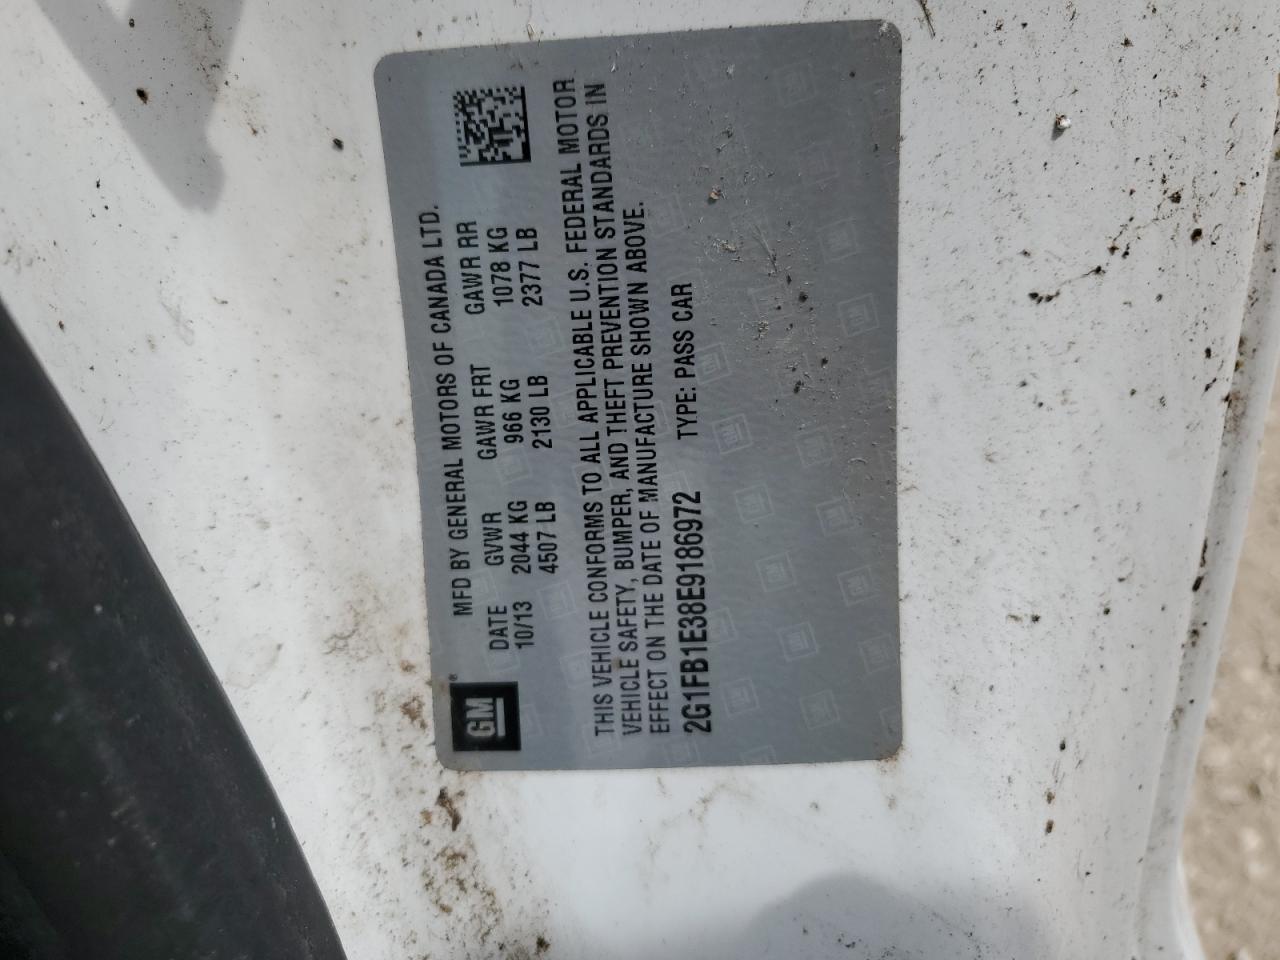 GM
MFD BY GENERAL MOTORS OF CANADA LTD.
DATE GVWR GAWR FRT GAWR RR
10/13 2044 KG 966 KG 1078 KG
4507 LB 2130 LB 2377 LB
THIS VEHICLE CONFORMS TO ALL APPLICABLE U.S. FEDERAL MOTOR
VEHICLE SAFETY, BUMPER, AND THEFT PREVENTION STANDARDS IN
EFFECT ON THE DATE OF MANUFACTURE SHOWN ABOVE.
2G1FB1E38E9186972 TYPE: PASS CAR